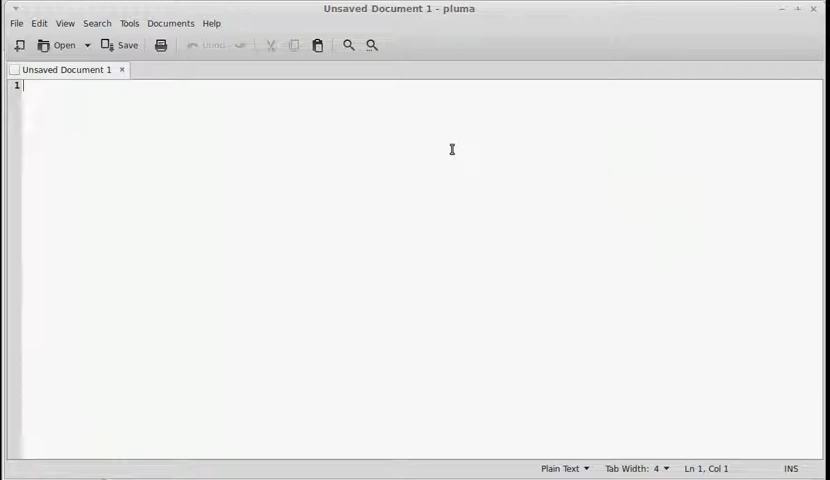 Unsaved Document 1 - pluma
File Edit View Search Tools Documents Help
Open Save Undo
Unsaved Document 1
1
Plain Text Tab Width: 4 Ln 1, Col 1 INS